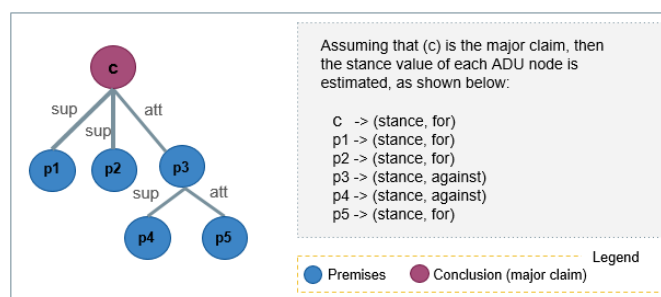 c
sup
att
sup
p1
p2
p3
sup
att
p4
p5
Assuming that (c) is the major claim, then
the stance value of each ADU node is
estimated, as shown below:
c -> (stance, for)
p1 -> (stance, for)
p2 -> (stance, for)
p3 -> (stance, against)
p4 -> (stance, against)
p5 -> (stance, for)
Legend
Premises
Conclusion (major claim)